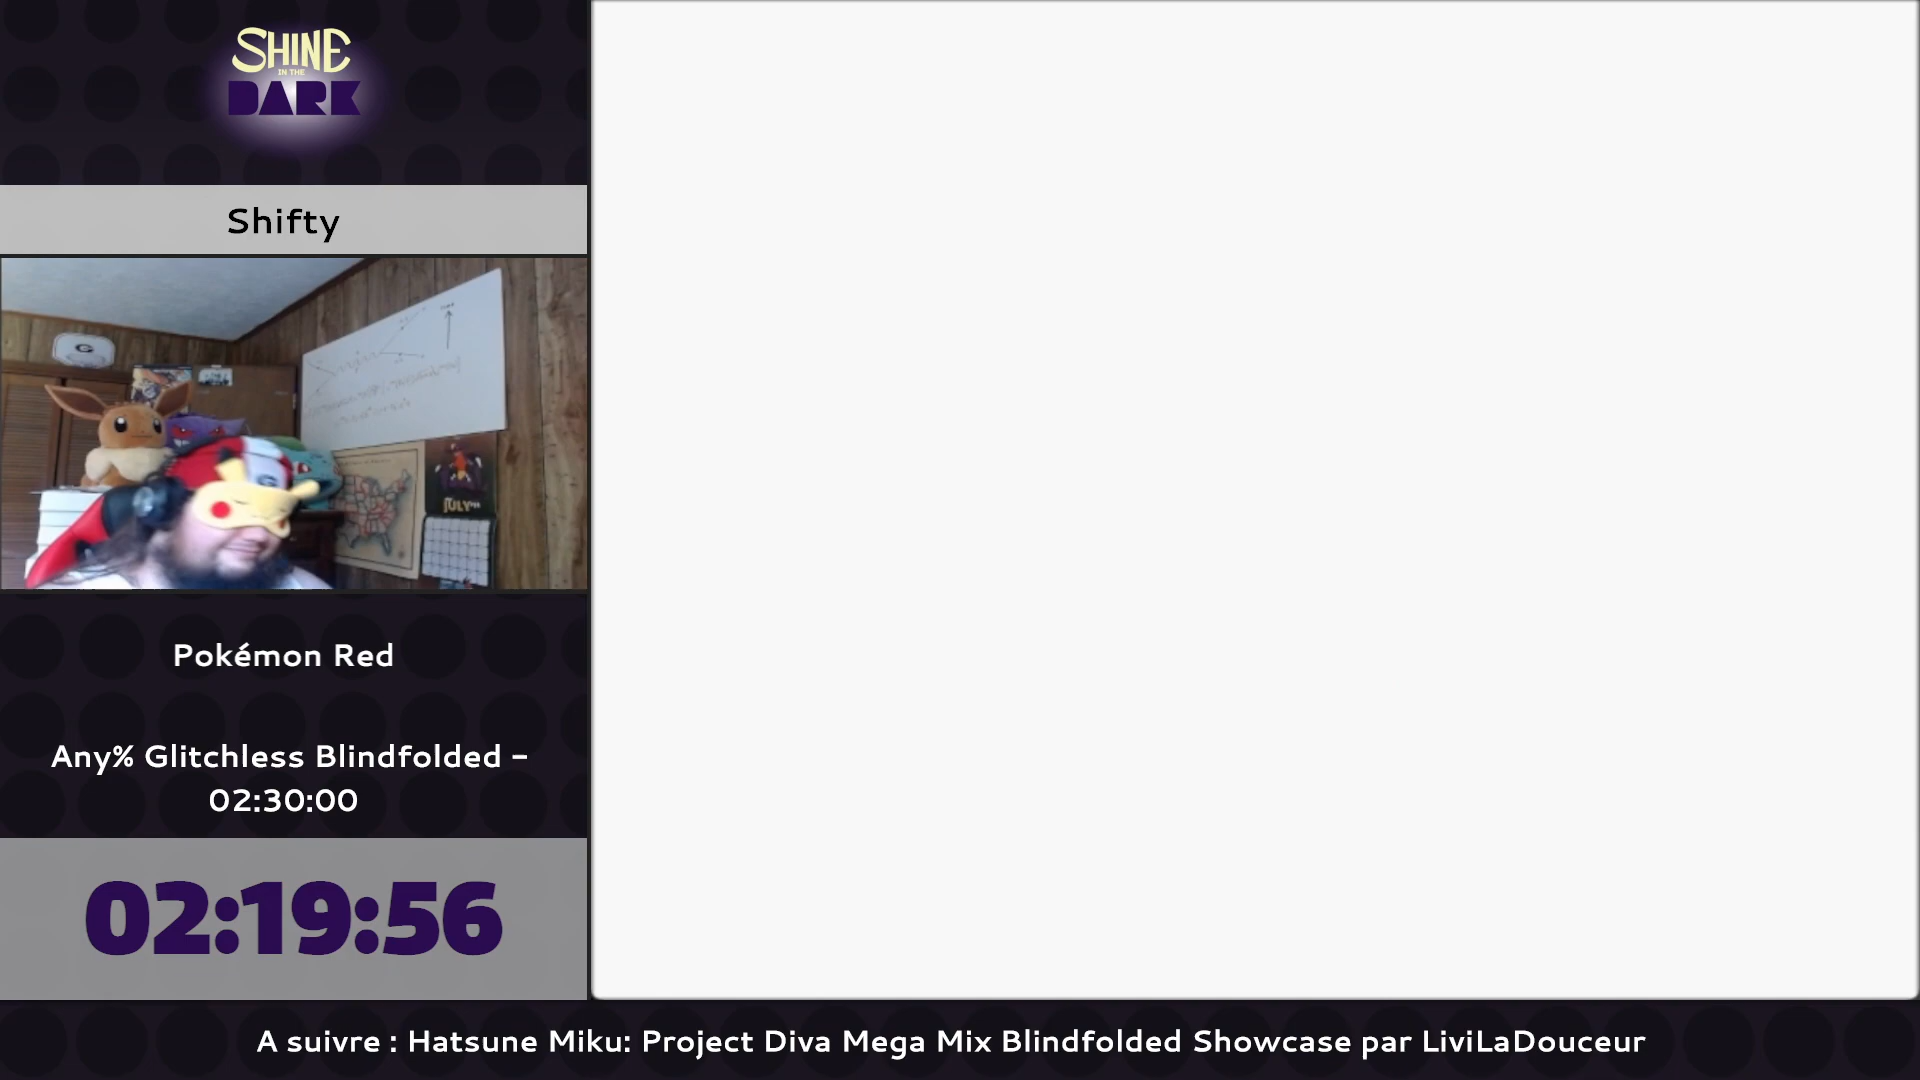 SHINE
IN THE
DARK
Shifty
G
JULY
Pokémon Red
Any% Glitchless Blindfolded -
02:30:00
02:19:56
A suivre : Hatsune Miku: Project Diva Mega Mix Blindfolded Showcase par LiviLaDouceur